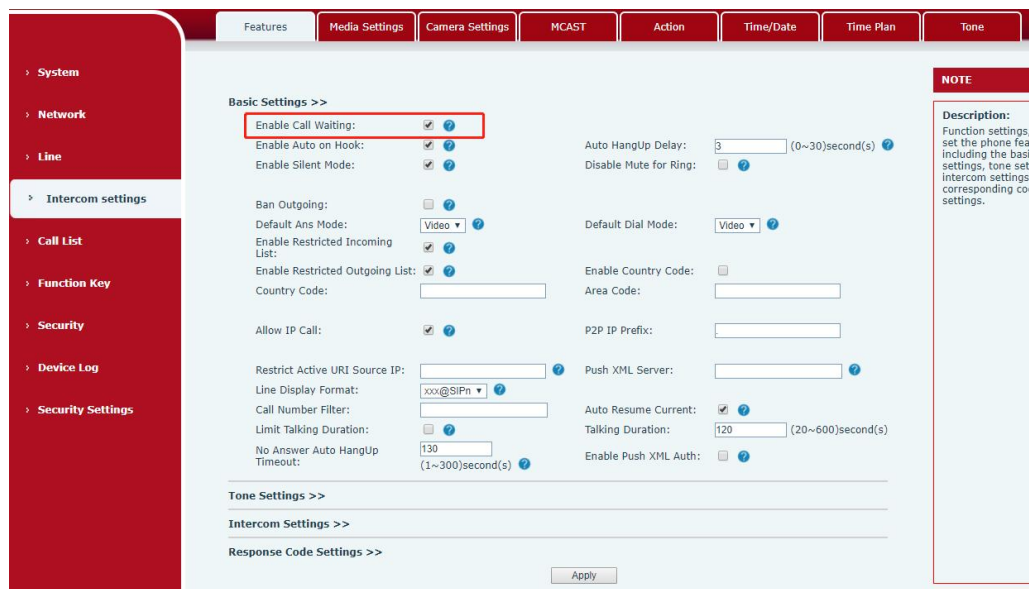 Features Media Settings Camera Settings MCAST Action Time/Date Time Plan Tone
› System
› Network
› Line
› Intercom settings
› Call List
› Function Key
› Security
› Device Log
› Security Settings
Basic Settings >>
Enable Call Waiting:
Enable Auto on Hook: Auto HangUp Delay: 3 (0~30)second(s)
Enable Silent Mode: Disable Mute for Ring:
Ban Outgoing:
Default Ans Mode: Video Default Dial Mode: Video
Enable Restricted Incoming
List:
Enable Restricted Outgoing List: Enable Country Code:
Country Code: Area Code:
Allow IP Call: P2P IP Prefix: .
Restrict Active URI Source IP: Push XML Server:
Line Display Format: xxx@SIPn
Call Number Filter: Auto Resume Current:
Limit Talking Duration: Talking Duration: 120 (20~600)second(s)
No Answer Auto HangUp
Timeout: 130
(1~300)second(s) Enable Push XML Auth:
Tone Settings >>
Intercom Settings >>
Response Code Settings >>
Apply
NOTE
Description:
Function settings,
set the phone fea
including the basi
settings, tone set
intercom settings
corresponding co
settings.